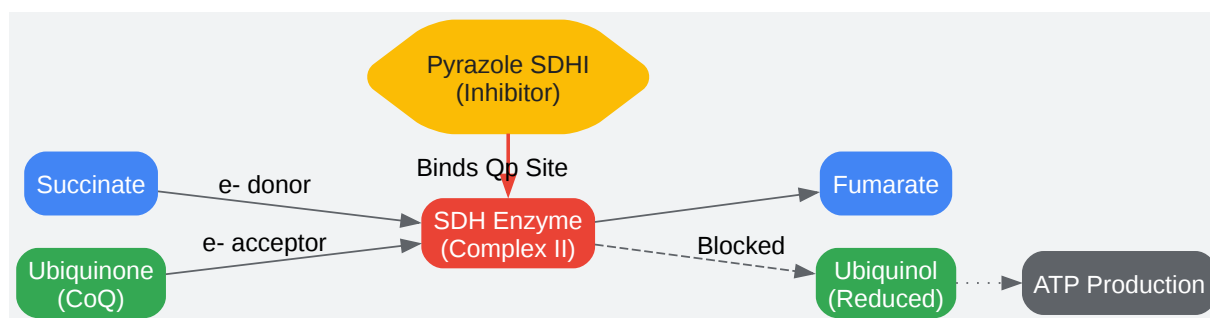 Pyrazole SDHI
(Inhibitor)
Binds Qp Site
Succinate
e- donor
Fumarate
SDH Enzyme
(Complex II)
e- acceptor
Blocked
Ubiquinone
(CoQ)
Ubiquinol
(Reduced)
ATP Production